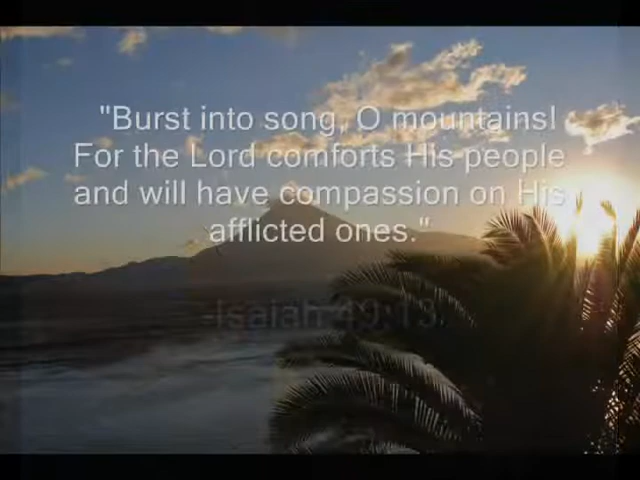 "Burst into song, O mountains!
For the Lord comforts His people
and will have compassion on His
afflicted ones."
-Isaiah 49:13